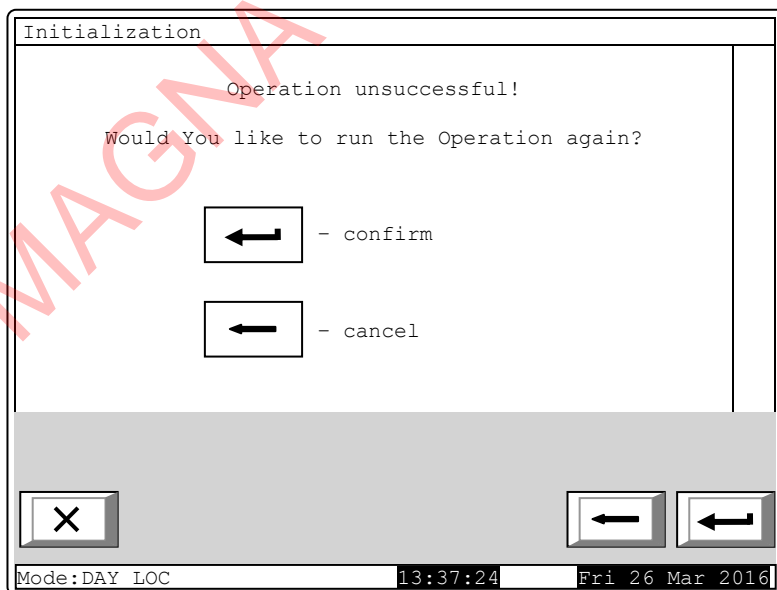 Initialization
Operation unsuccessful!
Would You like to run the Operation again?
- confirm
- cancel
Mode:DAY LOC 13:37:24 Fri 26 Mar 2016
MAGNA